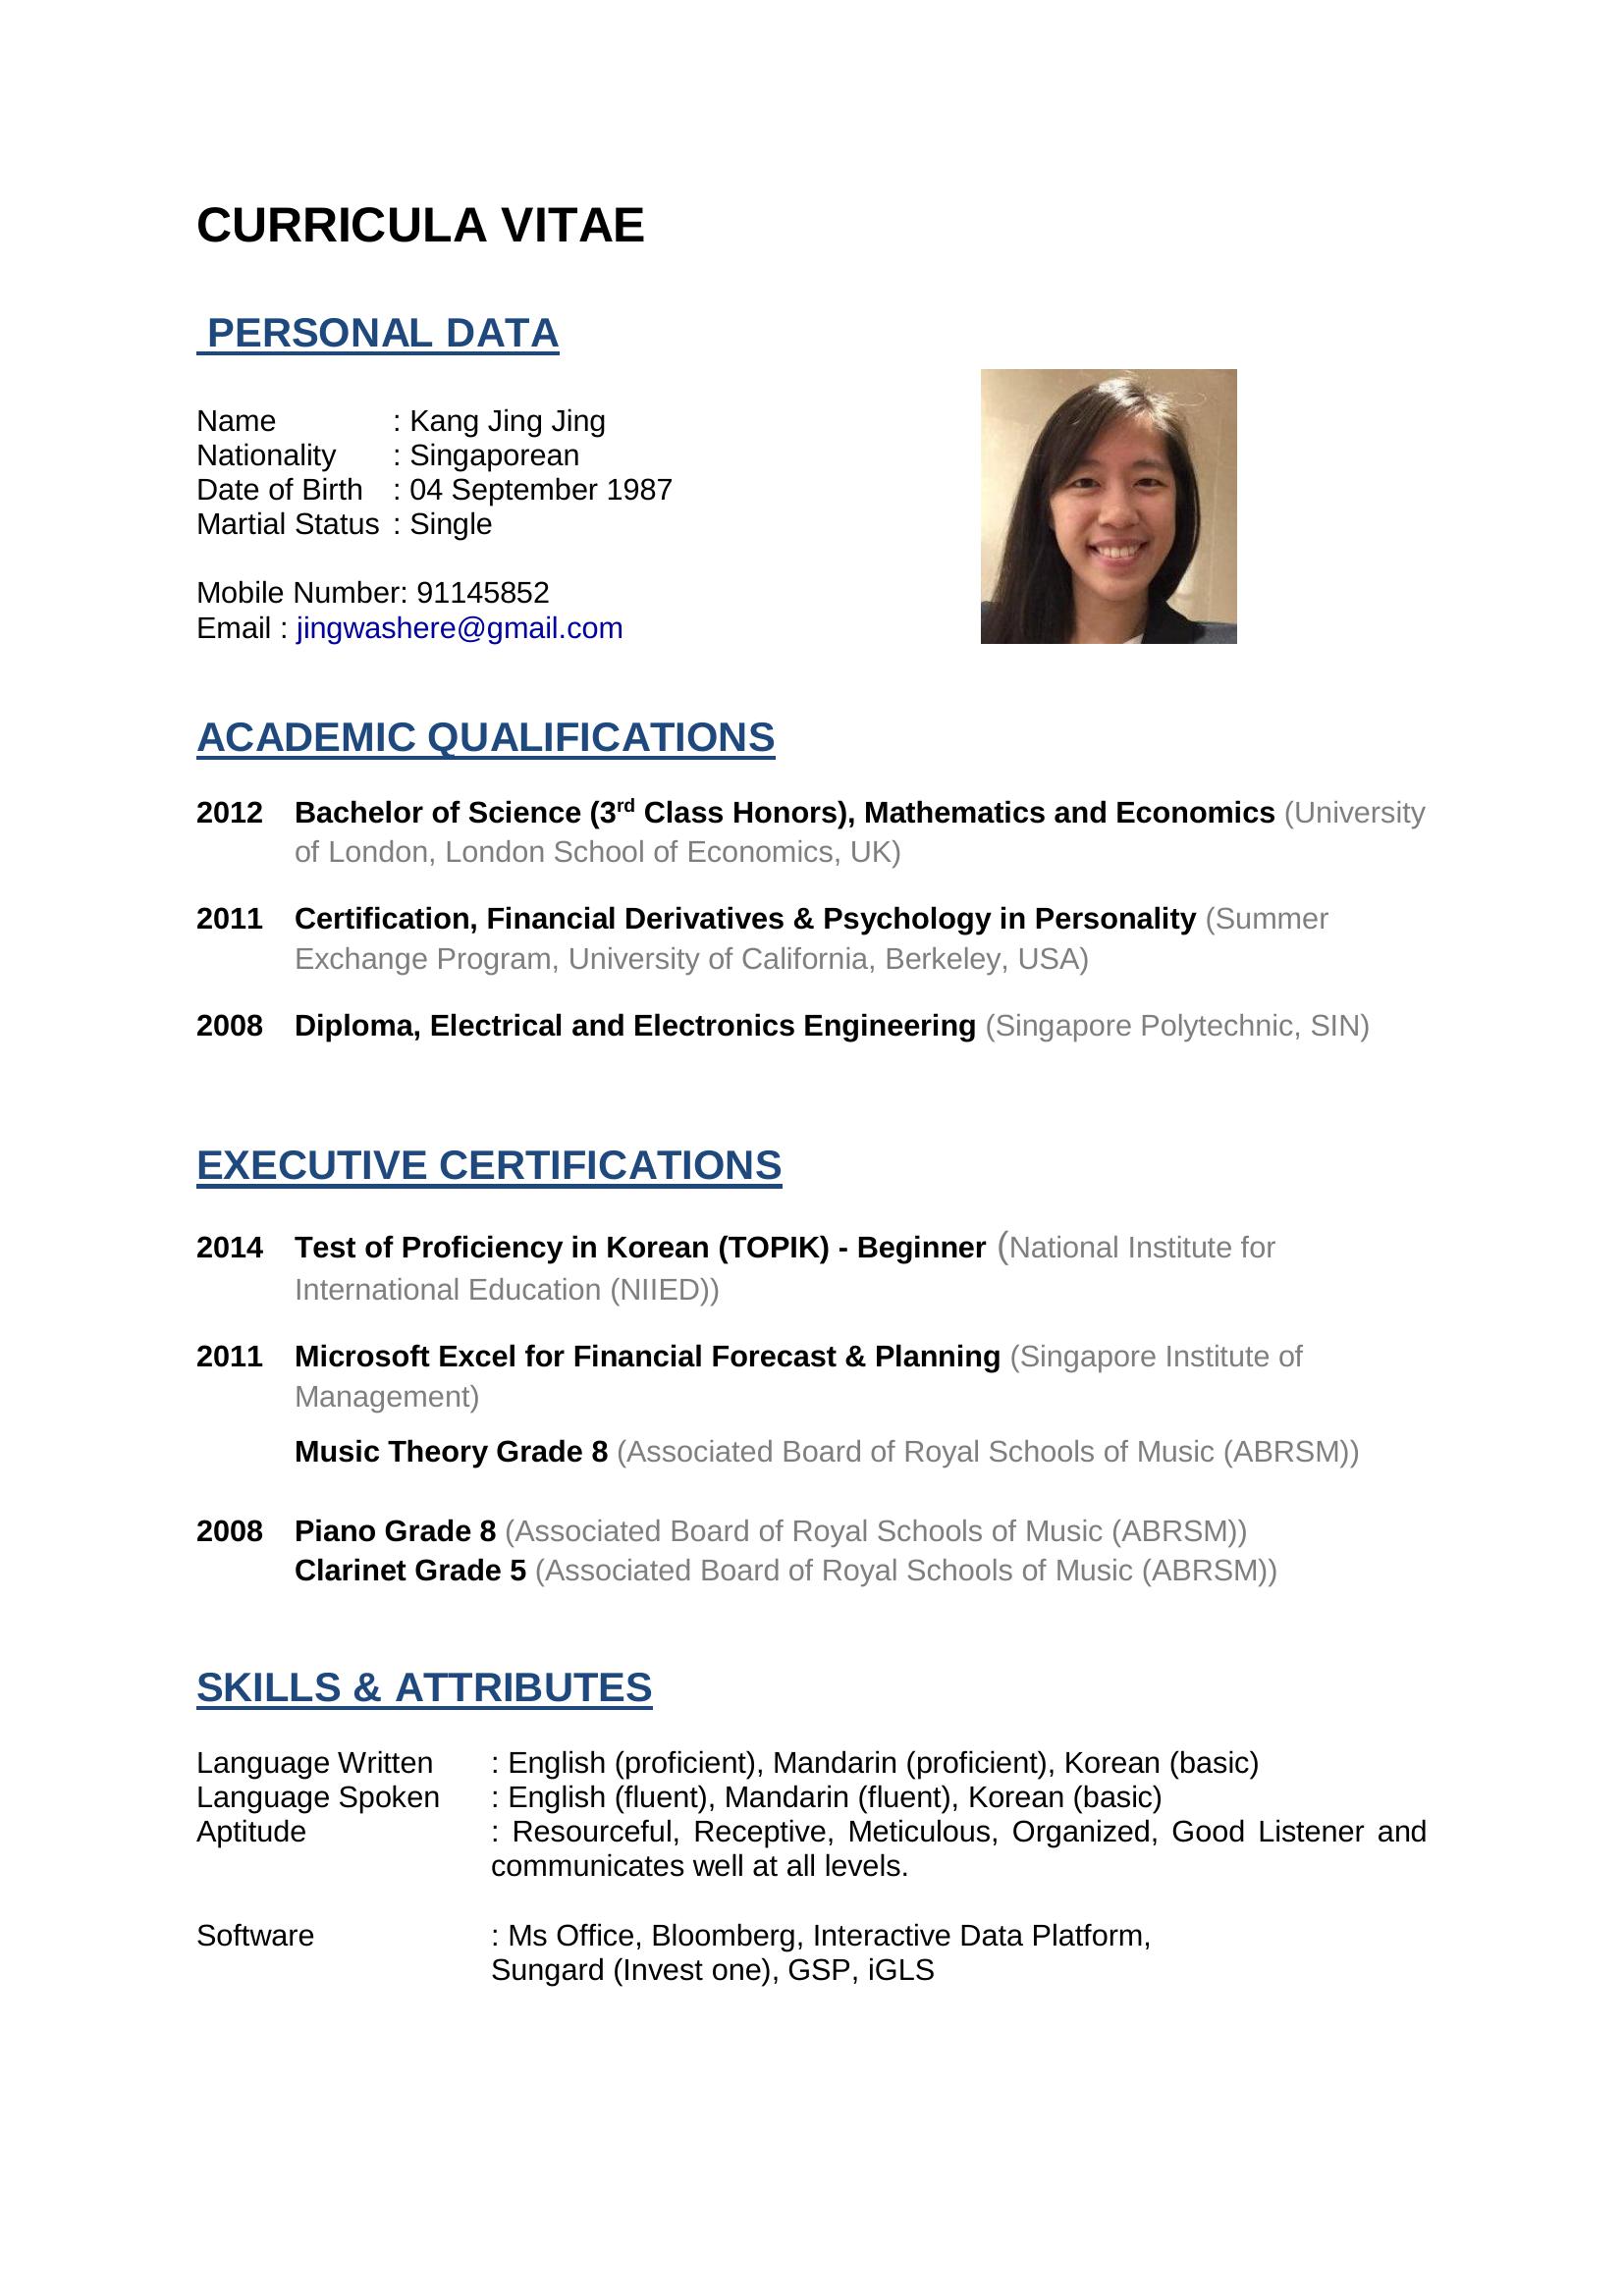 CURRICULA VITAE
PERSONAL DATA
Name : Kang Jing Jing
Nationality : Singaporean
Date of Birth : 04 September 1987
Martial Status : Single
Mobile Number: 91145852
Email : jingwashere@gmail.com
ACADEMIC QUALIFICATIONS
2012 Bachelor of Science (3rd Class Honors), Mathematics and Economics (University
of London, London School of Economics, UK)
2011 Certification, Financial Derivatives & Psychology in Personality (Summer
Exchange Program, University of California, Berkeley, USA)
2008 Diploma, Electrical and Electronics Engineering (Singapore Polytechnic, SIN)
EXECUTIVE CERTIFICATIONS
2014 Test of Proficiency in Korean (TOPIK) - Beginner (National Institute for
International Education (NIIED))
2011 Microsoft Excel for Financial Forecast & Planning (Singapore Institute of
Management)
Music Theory Grade 8 (Associated Board of Royal Schools of Music (ABRSM))
2008 Piano Grade 8 (Associated Board of Royal Schools of Music (ABRSM))
Clarinet Grade 5 (Associated Board of Royal Schools of Music (ABRSM))
SKILLS & ATTRIBUTES
Language Written : English (proficient), Mandarin (proficient), Korean (basic)
Language Spoken : English (fluent), Mandarin (fluent), Korean (basic)
Aptitude : Resourceful, Receptive, Meticulous, Organized, Good Listener and
communicates well at all levels.
Software : Ms Office, Bloomberg, Interactive Data Platform,
Sungard (Invest one), GSP, iGLS